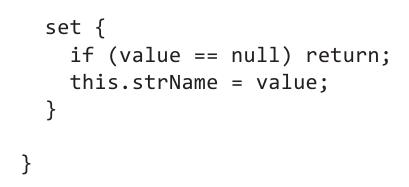 set {
if (value == null) return;
this.strName = value;
}
}